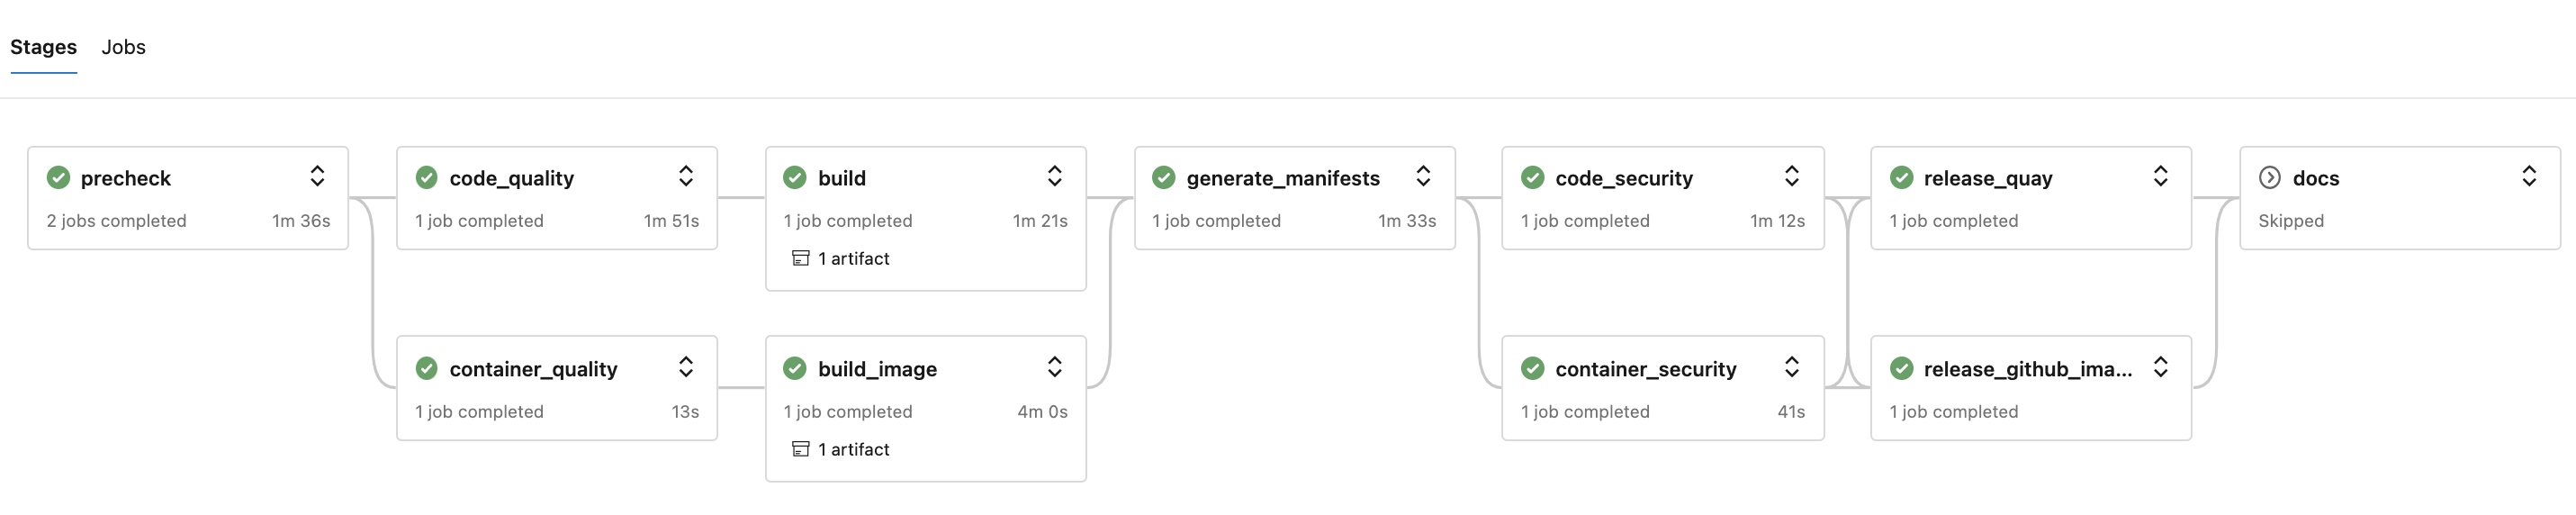 Stages Jobs
precheck
2 jobs completed 1m 36s
code_quality
1 job completed 1m 51s
build
1 job completed 1m 21s
1 artifact
generate_manifests
1 job completed 1m 33s
code_security
1 job completed 1m 12s
release_quay
1 job completed
docs
Skipped
container_quality
1 job completed 13s
build_image
1 job completed 4m 0s
1 artifact
container_security
1 job completed 41s
release_github_ima...
1 job completed